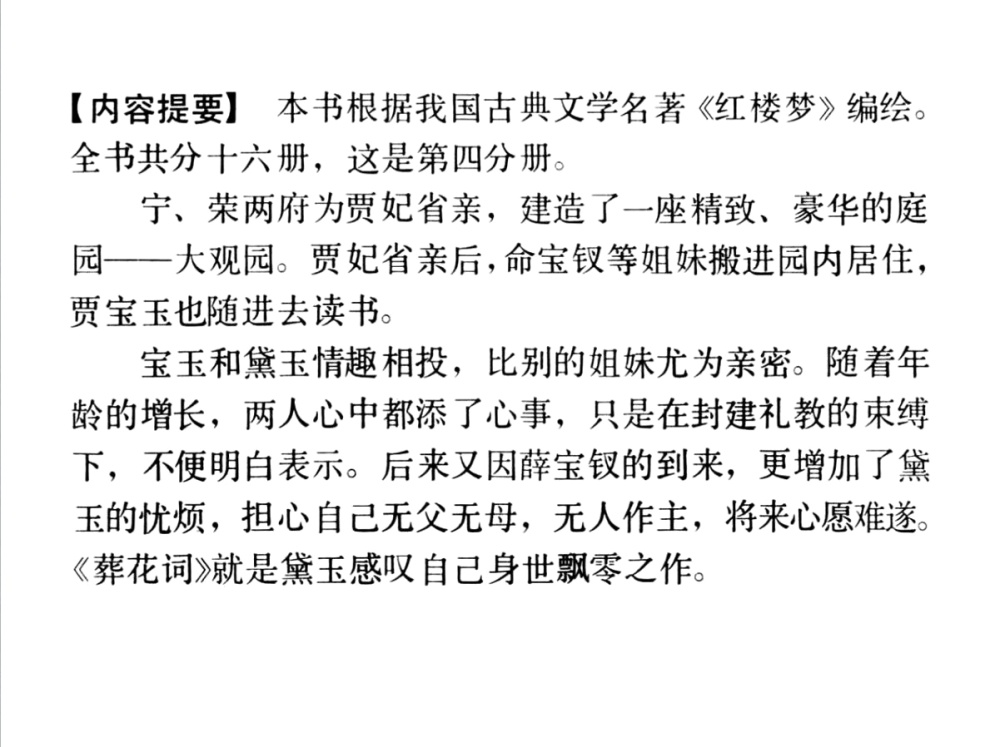 【内容提要】 本书根据我国古典文学名著《红楼梦》编绘。
全书共分十六册，这是第四分册。
宁、荣两府为贾妃省亲，建造了一座精致、豪华的庭
园——大观园。贾妃省亲后，命宝钗等姐妹搬进园内居住，
贾宝玉也随进去读书。
宝玉和黛玉情趣相投，比别的姐妹尤为亲密。随着年
龄的增长，两人心中都添了心事，只是在封建礼教的束缚
下，不便明白表示。后来又因薛宝钗的到来，更增加了黛
玉的忧烦，担心自己无父无母，无人作主，将来心愿难遂。
《葬花词》就是黛玉感叹自己身世飘零之作。